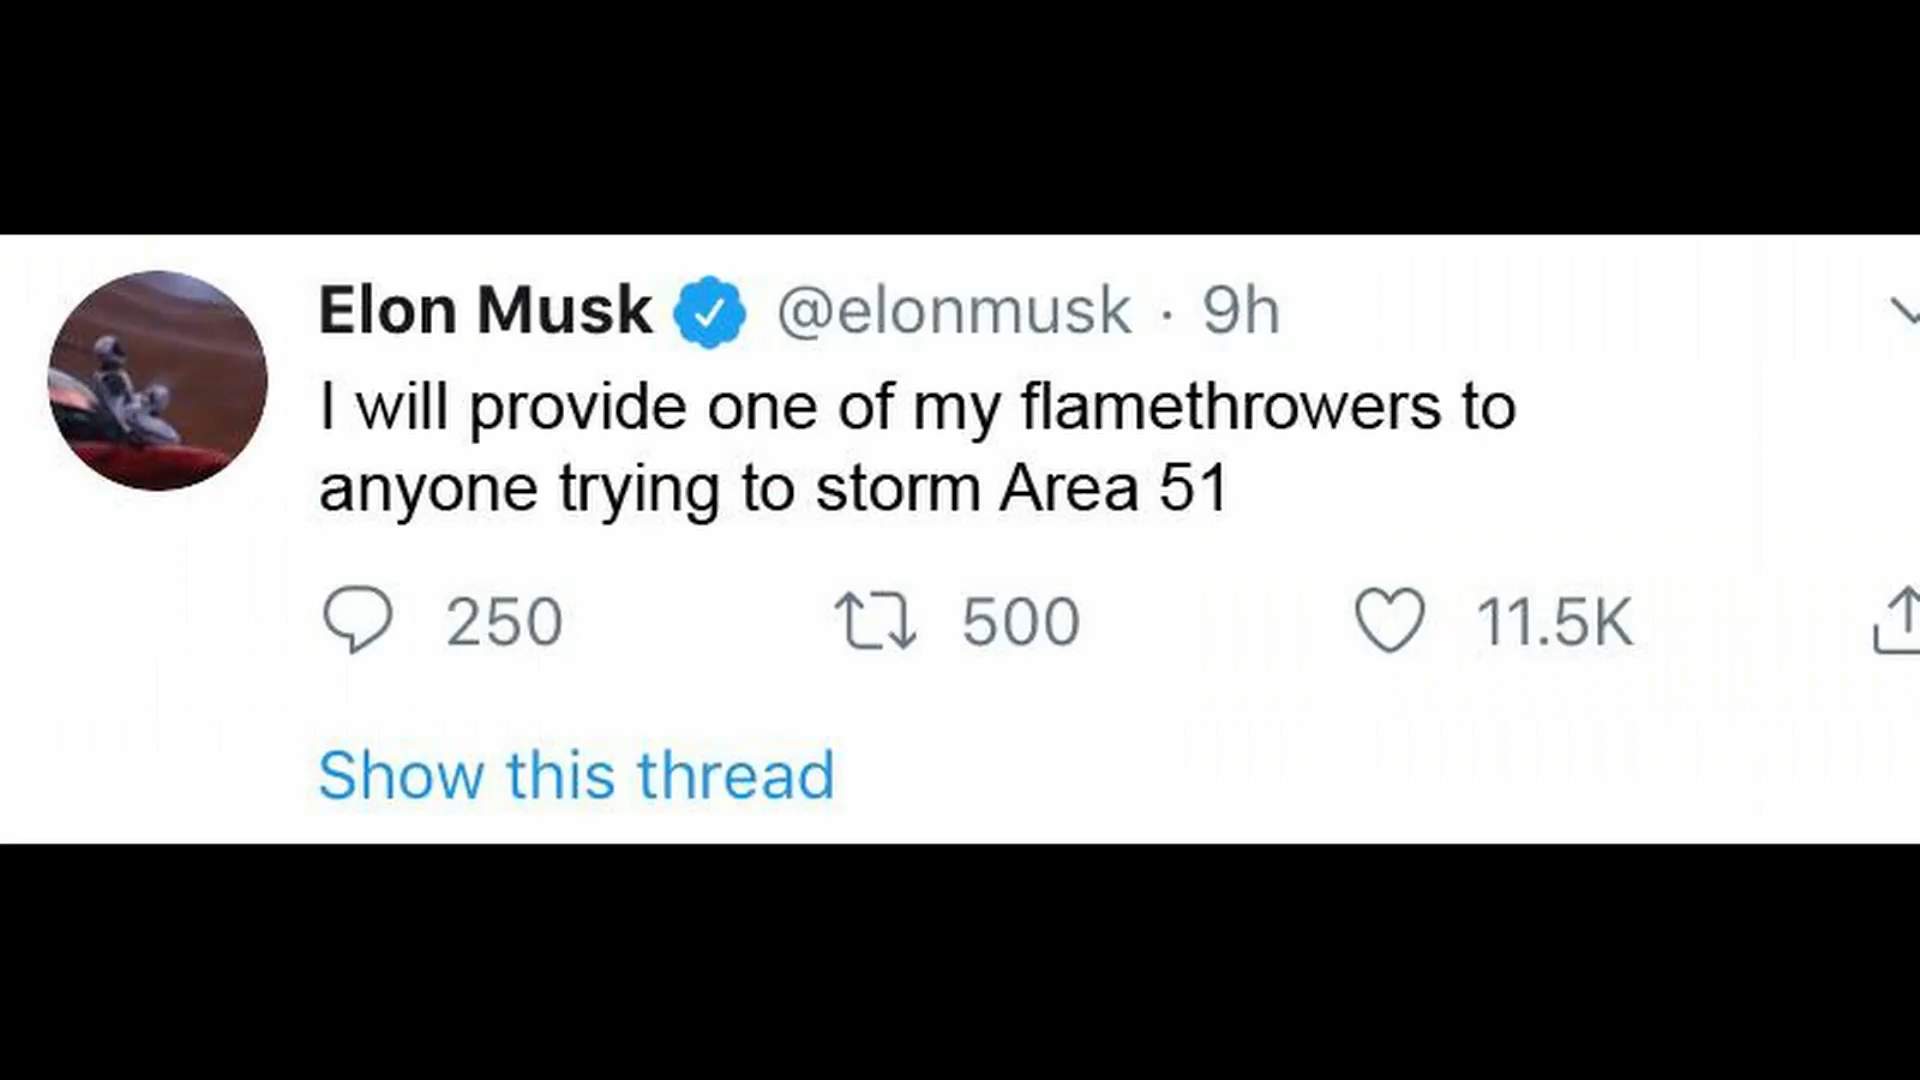 Elon Musk @elonmusk · 9h
I will provide one of my flamethrowers to
anyone trying to storm Area 51
250 500 11.5K
Show this thread